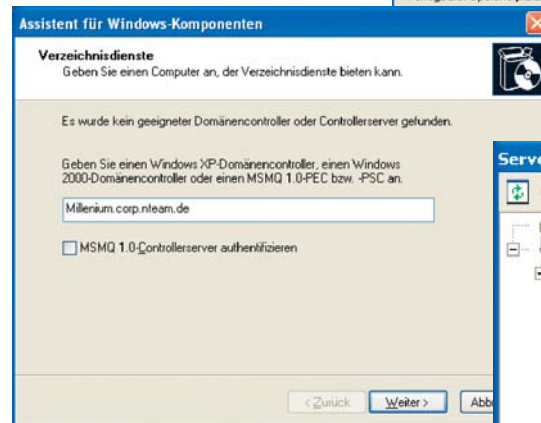 Assistent für Windows-Komponenten
Verzeichnisdienste
Geben Sie einen Computer an, der Verzeichnisdienste bieten kann.
Es wurde kein geeigneter Domänencontroller oder Controllerserver gefunden.
Geben Sie einen Windows XP-Domänencontroller, einen Windows
2000-Domänencontroller oder einen MSMQ 1.0-PEC bzw. -PSC an.
Millenium.corp.nteam.de
MSMQ 1.0-Controllerserver authentifizieren
< Zurück
Weiter >
Abb
Serve